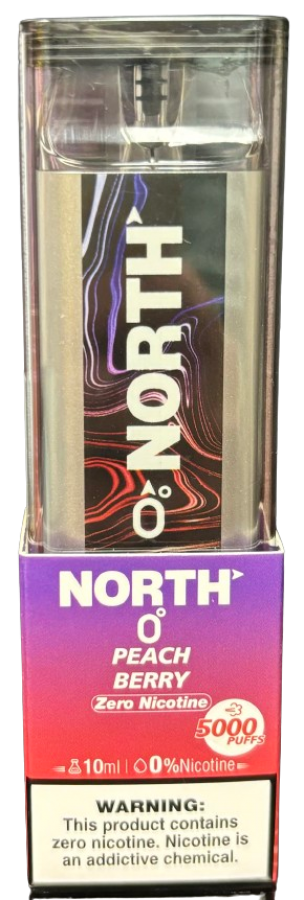 0° NORTH
NORTH
0°
PEACH
BERRY
Zero Nicotine
5000
PUFFS
10ml | 0%Nicotine
WARNING:
This product contains
zero nicotine. Nicotine is
an addictive chemical.